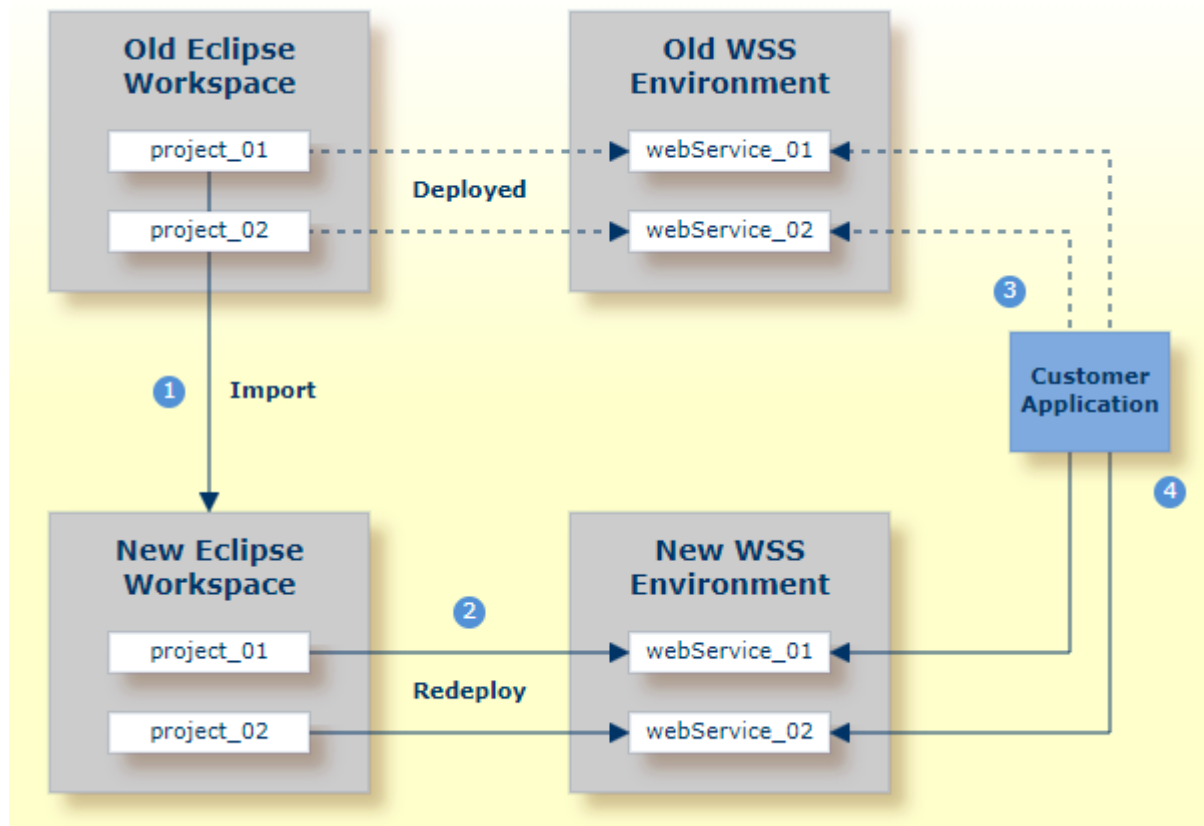 Old Eclipse
Workspace
project_01
project_02
Old WSS
Environment
webService_01
webService_02
Deployed
3
Customer
Application
4
1
Import
New Eclipse
Workspace
project_01
project_02
2
Redeploy
New WSS
Environment
webService_01
webService_02